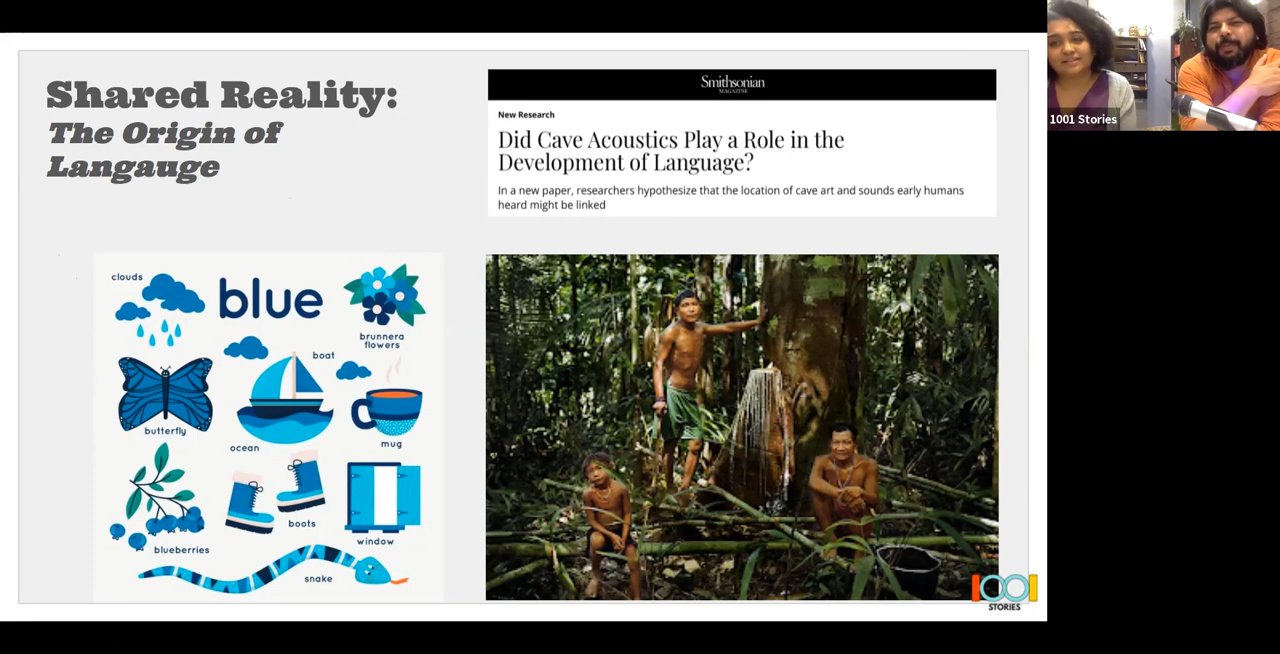 Shared Reality:
The Origin of
Langauge
Smithsonian
MAGAZINE
New Research
Did Cave Acoustics Play a Role in the
Development of Language?
In a new paper, researchers hypothesize that the location of cave art and sounds early humans
heard might be linked
clouds
blue
brunnera
flowers
boat
butterfly
ocean
mug
blueberries
boots
window
snake
1001
STORIES
1001 Stories